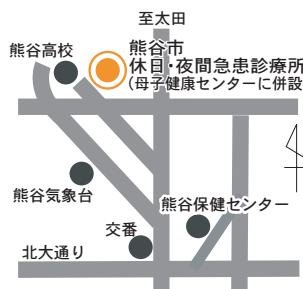 至太田
熊谷高校
熊谷市
休日・夜間急患診療所
(母子健康センターに併設
熊谷気象台
熊谷保健センター
交番
北大通り